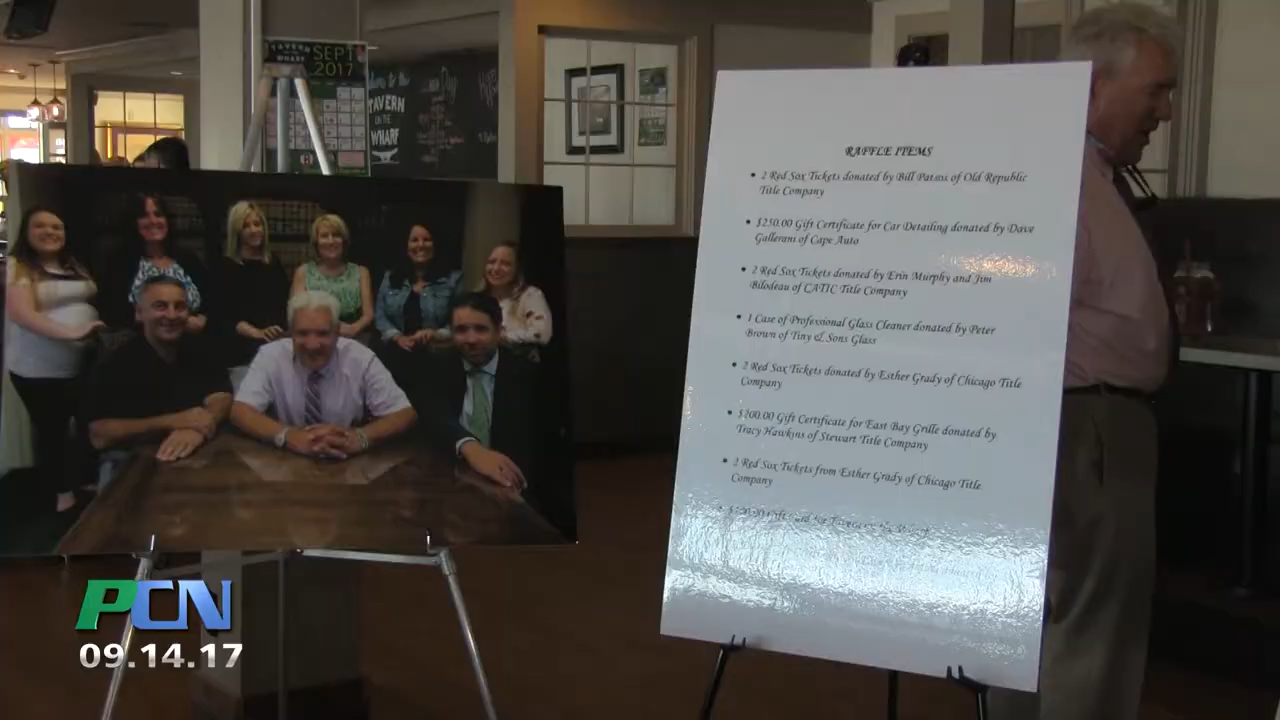 TAVERN
ON THE
WHARF
SEPT
2017
TAVERN
ON THE
WHARF
RAFFLE ITEMS
• 2 Red Sox Tickets donated by Bill Patsos of Old Republic
Title Company
• $250.00 Gift Certificate for Car Detailing donated by Dave
Gallerani of Cape Auto
• 2 Red Sox Tickets donated by Erin Murphy and Jim
Bilodeau of CATIC Title Company
• 1 Case of Professional Glass Cleaner donated by Peter
Brown of Tiny & Sons Glass
• 2 Red Sox Tickets donated by Esther Grady of Chicago Title
Company
• $200.00 Gift Certificate for East Bay Grille donated by
Tracy Hawkins of Stewart Title Company
• 2 Red Sox Tickets from Esther Grady of Chicago Title
Company
PCN
09.14.17